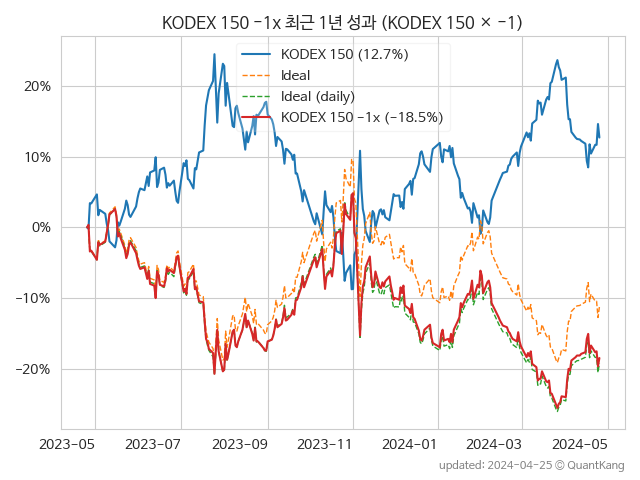 KODEX 150 −1x 최근 1년 성과 (KODEX 150 × −1)
KODEX 150 (12.7%)
Ideal
Ideal (daily)
KODEX 150 −1x (−18.5%)
20%
10%
0%
−10%
−20%
2023-05 2023-07 2023-09 2023-11 2024-01 2024-03 2024-05
updated: 2024-04-25 © QuantKang